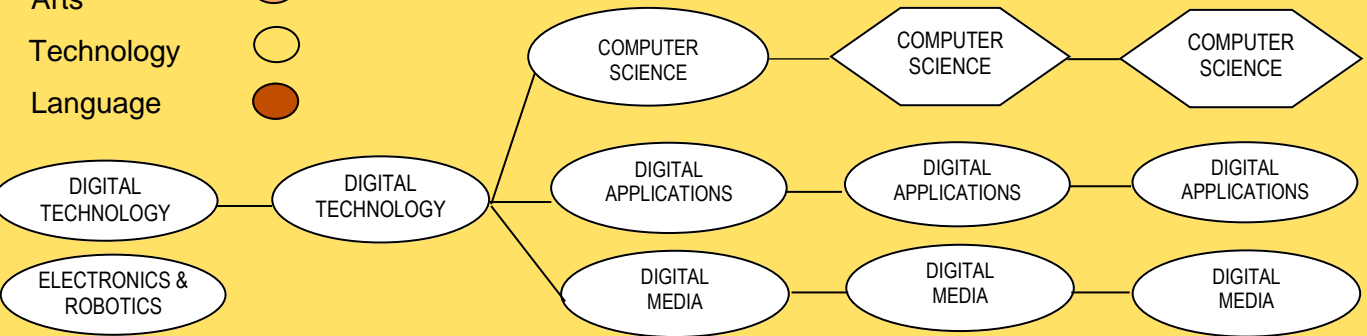 Arts
Technology
Language
COMPUTER
SCIENCE
COMPUTER
SCIENCE
COMPUTER
SCIENCE
DIGITAL
TECHNOLOGY
DIGITAL
TECHNOLOGY
DIGITAL
APPLICATIONS
DIGITAL
APPLICATIONS
DIGITAL
APPLICATIONS
ELECTRONICS &
ROBOTICS
DIGITAL
MEDIA
DIGITAL
MEDIA
DIGITAL
MEDIA